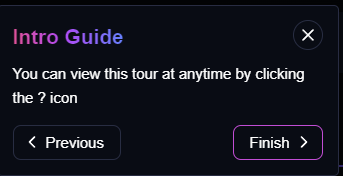 Intro Guide
You can view this tour at anytime by clicking
the ? icon
Previous
Finish